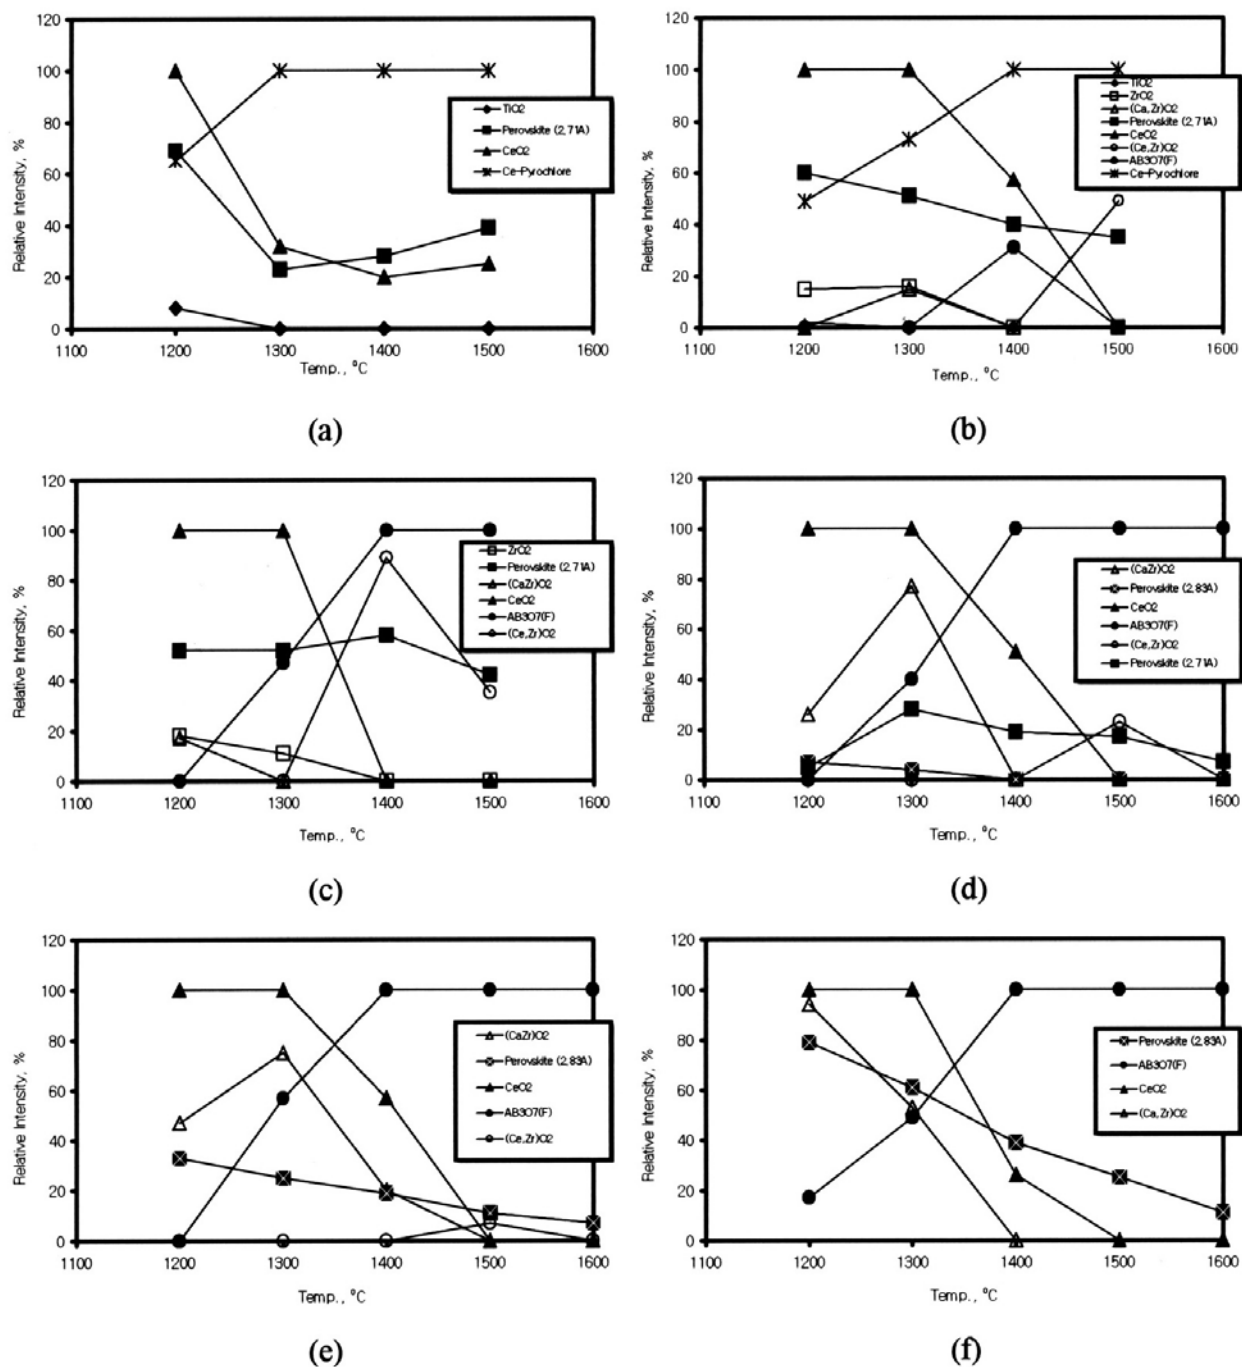 120
100
80
60
40
20
0
Relative Intensity, %
1100 1200 1300 1400 1500 1600
Temp., °C
TiO2
Perovskite (2,71A)
CeO2
Ce-Pyrochlore
(a)
120
100
80
60
40
20
0
Relative Intensity, %
1100 1200 1300 1400 1500 1600
Temp., °C
TiO2
ZrO2
(Ca,Zr)O2
Perovskite (2,71A)
CeO2
(Ce,Zr)O2
AB3O7(F)
Ce-Pyrochlore
(b)
120
100
80
60
40
20
0
Relative Intensity, %
1100 1200 1300 1400 1500 1600
Temp., °C
ZrO2
Perovskite (2,71A)
(CaZr)O2
CeO2
AB3O7(F)
(Ce,Zr)O2
(c)
120
100
80
60
40
20
0
Relative Intensity, %
1100 1200 1300 1400 1500 1600
Temp., °C
(CaZr)O2
Perovskite (2,83A)
CeO2
AB3O7(F)
(Ce,Zr)O2
Perovskite (2,71A)
(d)
120
100
80
60
40
20
0
Relative Intensity, %
1100 1200 1300 1400 1500 1600
Temp., °C
(CaZr)O2
Perovskite (2,83A)
CeO2
AB3O7(F)
(Ce,Zr)O2
(e)
120
100
80
60
40
20
0
Relative Intensity, %
1100 1200 1300 1400 1500 1600
Temp., °C
Perovskite (2,83A)
AB3O7(F)
CeO2
(Ca,Zr)O2
(f)